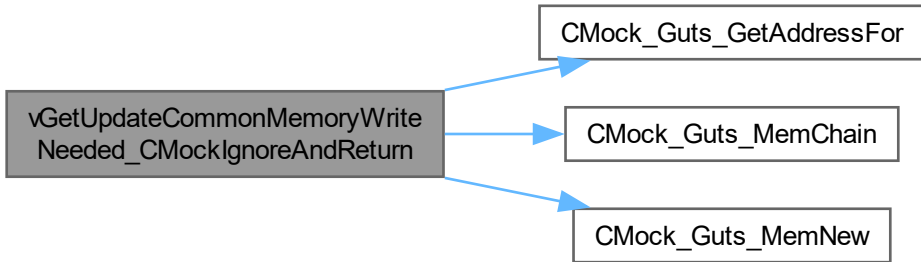 CMock_Guts_GetAddressFor
vGetUpdateCommonMemoryWrite
Needed_CMockIgnoreAndReturn
CMock_Guts_MemChain
CMock_Guts_MemNew